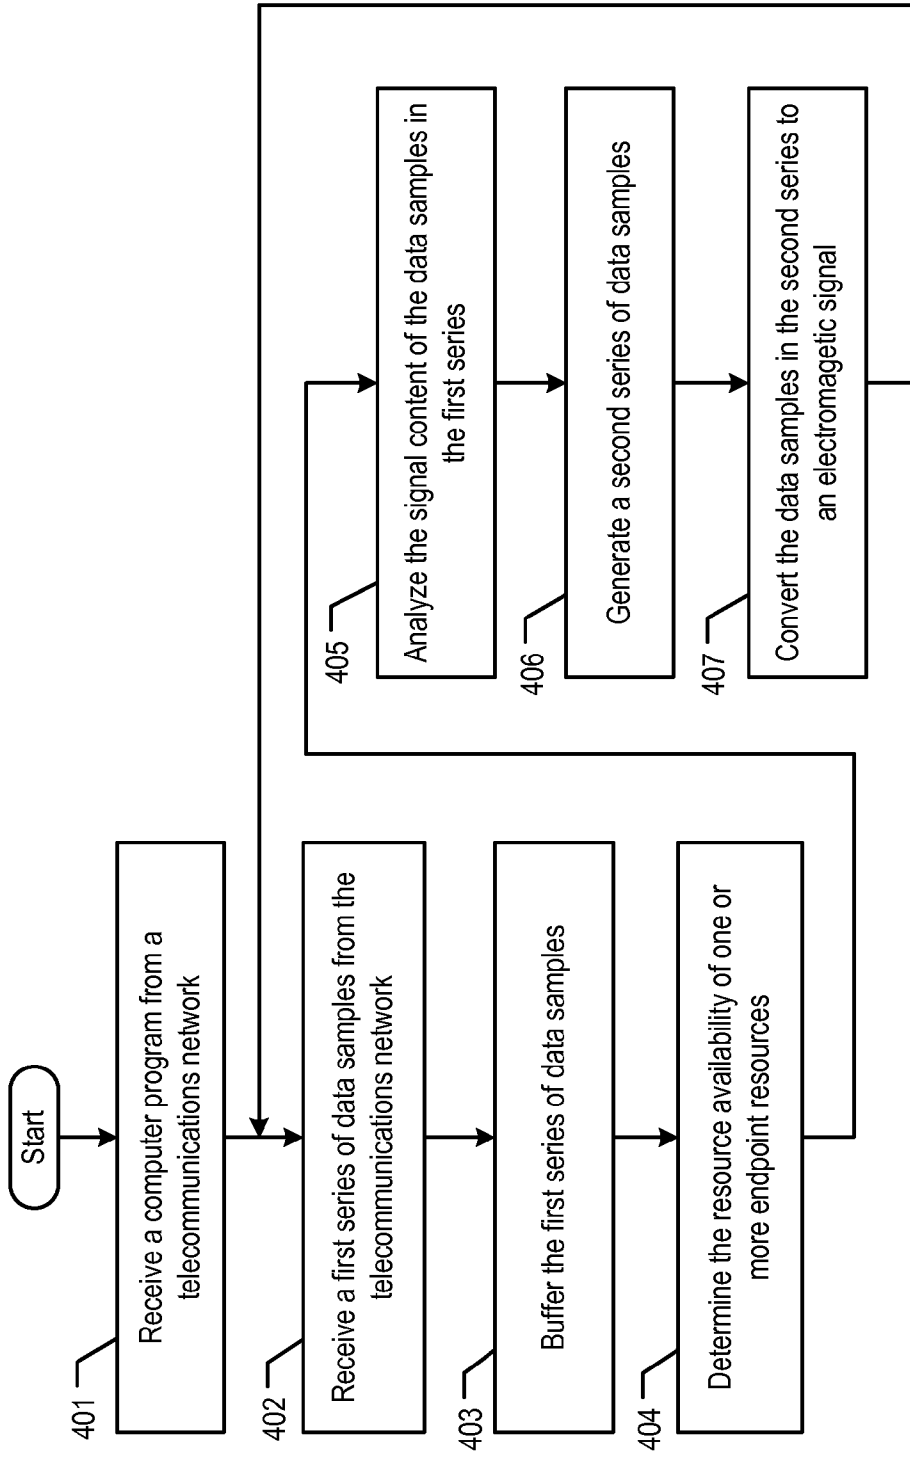 Start
401
Receive a computer program from a
telecommunications network
402
Receive a first series of data samples from the
telecommunications network
403
Buffer the first series of data samples
404
Determine the resource availability of one or
more endpoint resources
405
Analyze the signal content of the data samples in
the first series
406
Generate a second series of data samples
407
Convert the data samples in the second series to
an electromagetic signal